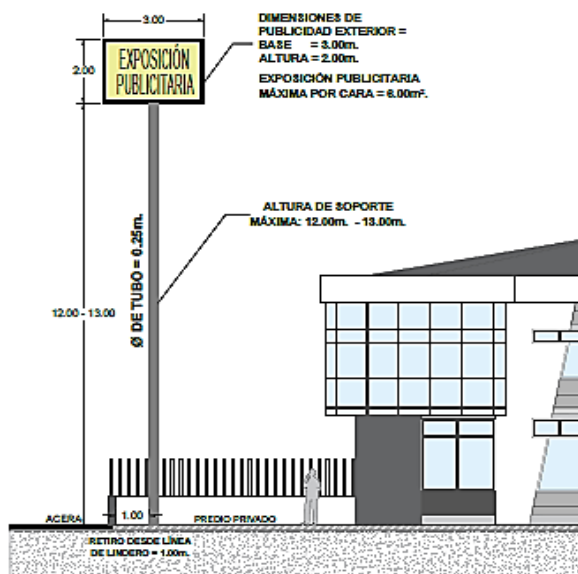 3.00
DIMENSIONES DE
PUBLICIDAD EXTERIOR =
BASE = 3.00m.
ALTURA = 2.00m.
EXPOSICIÓN PUBLICITARIA
MÁXIMA POR CARA = 6.00m².
2.00
EXPOSICIÓN
PUBLICITARIA
ALTURA DE SOPORTE
MÁXIMA: 12.00m. - 13.00m.
Ø DE TUBO = 0.25m.
12.00 - 13.00
1.00
ACERA
PREDIO PRIVADO
RETIRO DESDE LÍNEA
DE LINDERO = 1.00m.